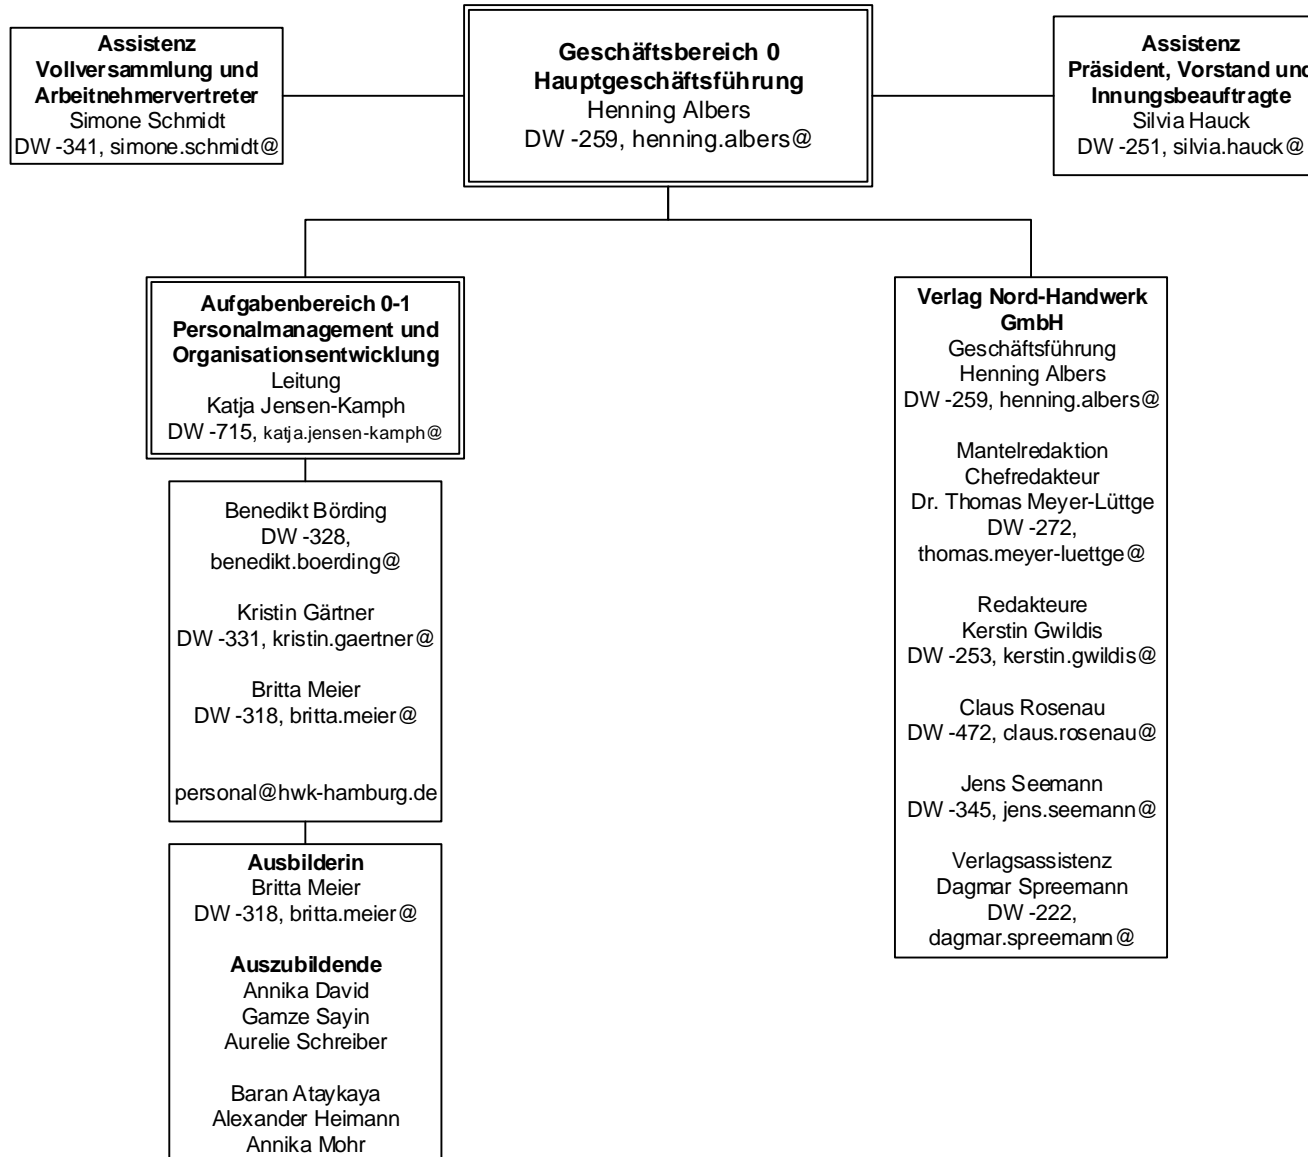 Assistenz
Vollversammlung und
Arbeitnehmervertreter
Simone Schmidt
DW -341, simone.schmidt@
Geschäftsbereich 0
Hauptgeschäftsführung
Henning Albers
DW -259, henning.albers@
Assistenz
Präsident, Vorstand und
Innungsbeauftragte
Silvia Hauck
DW -251, silvia.hauck@
Aufgabenbereich 0-1
Personalmanagement und
Organisationsentwicklung
Leitung
Katja Jensen-Kamph
DW -715, katja.jensen-kamph@
Benedikt Börding
DW -328,
benedikt.boerding@
Kristin Gärtner
DW -331, kristin.gaertner@
Britta Meier
DW -318, britta.meier@
personal@hwk-hamburg.de
Ausbilderin
Britta Meier
DW -318, britta.meier@
Auszubildende
Annika David
Gamze Sayin
Aurelie Schreiber
Baran Ataykaya
Alexander Heimann
Annika Mohr
Verlag Nord-Handwerk
GmbH
Geschäftsführung
Henning Albers
DW -259, henning.albers@
Mantelredaktion
Chefredakteur
Dr. Thomas Meyer-Lüttge
DW -272,
thomas.meyer-luettge@
Redakteure
Kerstin Gwildis
DW -253, kerstin.gwildis@
Claus Rosenau
DW -472, claus.rosenau@
Jens Seemann
DW -345, jens.seemann@
Verlagsassistenz
Dagmar Spreemann
DW -222,
dagmar.spreemann@